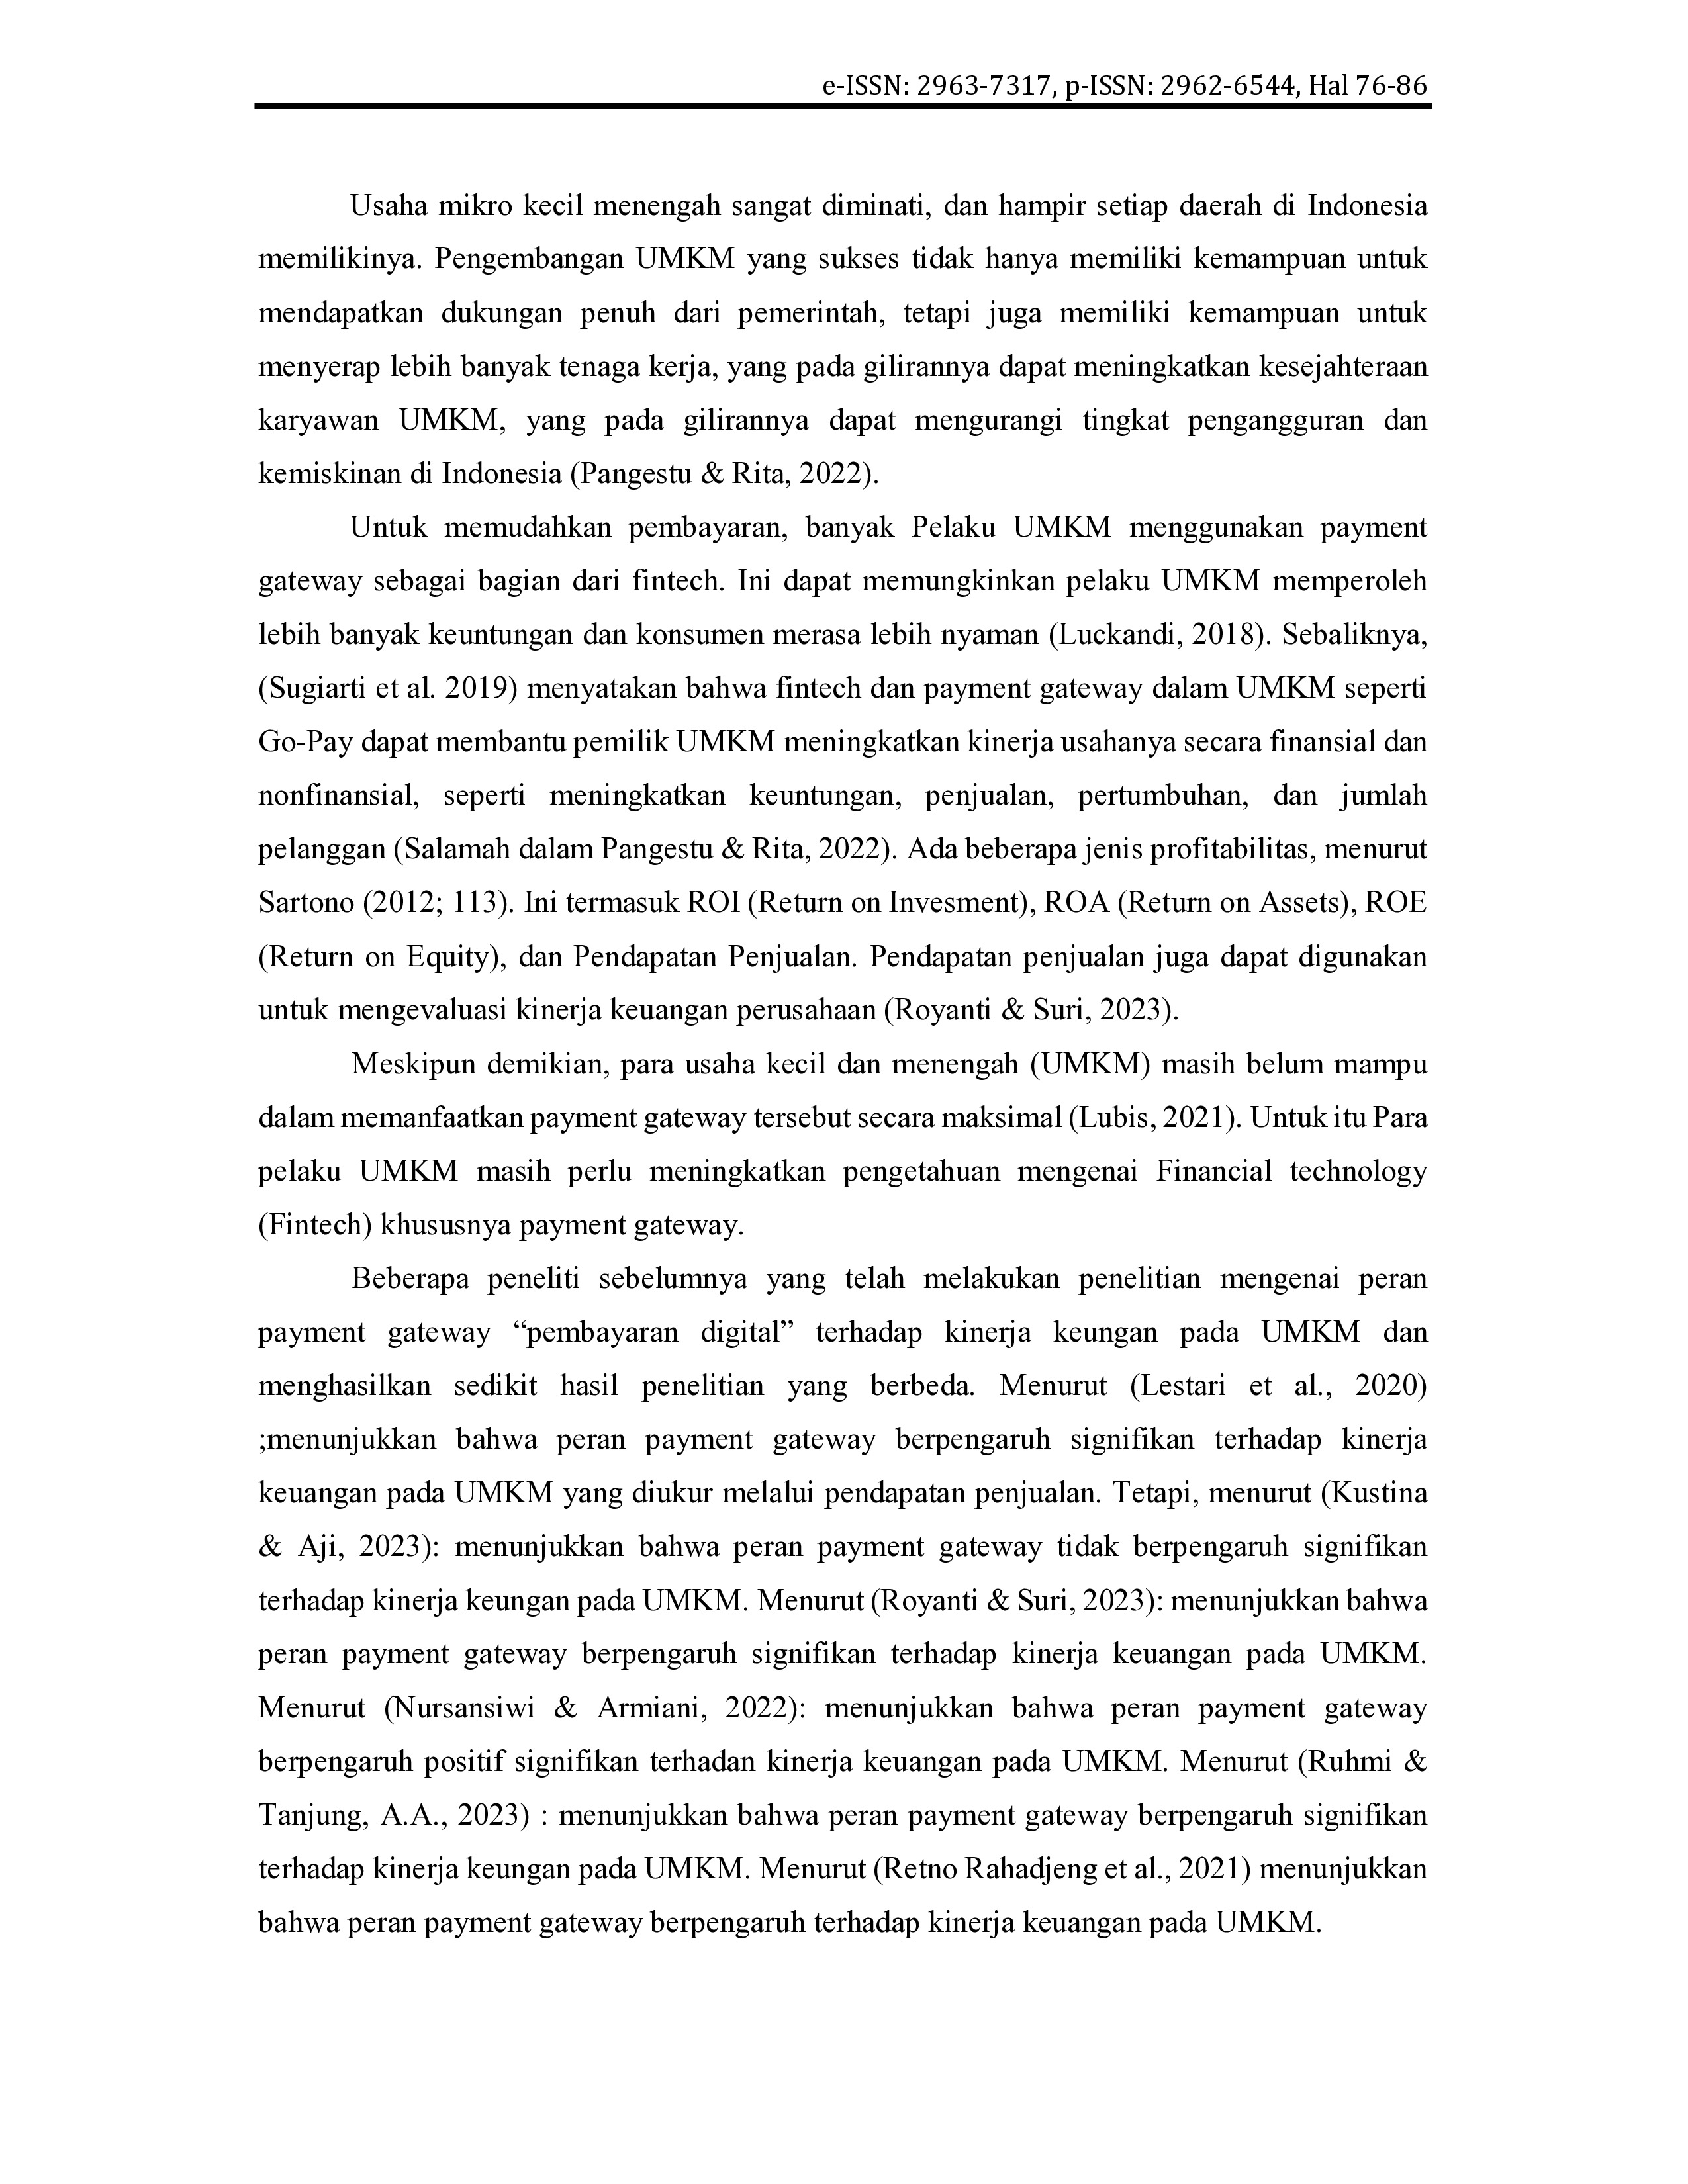 e-ISSN: 2963-7317, p-ISSN: 2962-6544, Hal 76-86
Usaha mikro kecil menengah sangat diminati, dan hampir setiap daerah di Indonesia
memilikinya. Pengembangan UMKM yang sukses tidak hanya memiliki kemampuan untuk
mendapatkan dukungan penuh dari pemerintah, tetapi juga memiliki kemampuan untuk
menyerap lebih banyak tenaga kerja, yang pada gilirannya dapat meningkatkan kesejahteraan
karyawan UMKM, yang pada gilirannya dapat mengurangi tingkat pengangguran dan
kemiskinan di Indonesia (Pangestu & Rita, 2022).
Untuk memudahkan pembayaran, banyak Pelaku UMKM menggunakan payment
gateway sebagai bagian dari fintech. Ini dapat memungkinkan pelaku UMKM memperoleh
lebih banyak keuntungan dan konsumen merasa lebih nyaman (Luckandi, 2018). Sebaliknya,
(Sugiarti et al. 2019) menyatakan bahwa fintech dan payment gateway dalam UMKM seperti
Go-Pay dapat membantu pemilik UMKM meningkatkan kinerja usahanya secara finansial dan
nonfinansial, seperti meningkatkan keuntungan, penjualan, pertumbuhan, dan jumlah
pelanggan (Salamah dalam Pangestu & Rita, 2022). Ada beberapa jenis profitabilitas, menurut
Sartono (2012; 113). Ini termasuk ROI (Return on Invesment), ROA (Return on Assets), ROE
(Return on Equity), dan Pendapatan Penjualan. Pendapatan penjualan juga dapat digunakan
untuk mengevaluasi kinerja keuangan perusahaan (Royanti & Suri, 2023).
Meskipun demikian, para usaha kecil dan menengah (UMKM) masih belum mampu
dalam memanfaatkan payment gateway tersebut secara maksimal (Lubis, 2021). Untuk itu Para
pelaku UMKM masih perlu meningkatkan pengetahuan mengenai Financial technology
(Fintech) khususnya payment gateway.
Beberapa peneliti sebelumnya yang telah melakukan penelitian mengenai peran
payment gateway “pembayaran digital” terhadap kinerja keungan pada UMKM dan
menghasilkan sedikit hasil penelitian yang berbeda. Menurut (Lestari et al., 2020)
;menunjukkan bahwa peran payment gateway berpengaruh signifikan terhadap kinerja
keuangan pada UMKM yang diukur melalui pendapatan penjualan. Tetapi, menurut (Kustina
& Aji, 2023): menunjukkan bahwa peran payment gateway tidak berpengaruh signifikan
terhadap kinerja keungan pada UMKM. Menurut (Royanti & Suri, 2023): menunjukkan bahwa
peran payment gateway berpengaruh signifikan terhadap kinerja keuangan pada UMKM.
Menurut (Nursansiwi & Armiani, 2022): menunjukkan bahwa peran payment gateway
berpengaruh positif signifikan terhadan kinerja keuangan pada UMKM. Menurut (Ruhmi &
Tanjung, A.A., 2023) : menunjukkan bahwa peran payment gateway berpengaruh signifikan
terhadap kinerja keungan pada UMKM. Menurut (Retno Rahadjeng et al., 2021) menunjukkan
bahwa peran payment gateway berpengaruh terhadap kinerja keuangan pada UMKM.